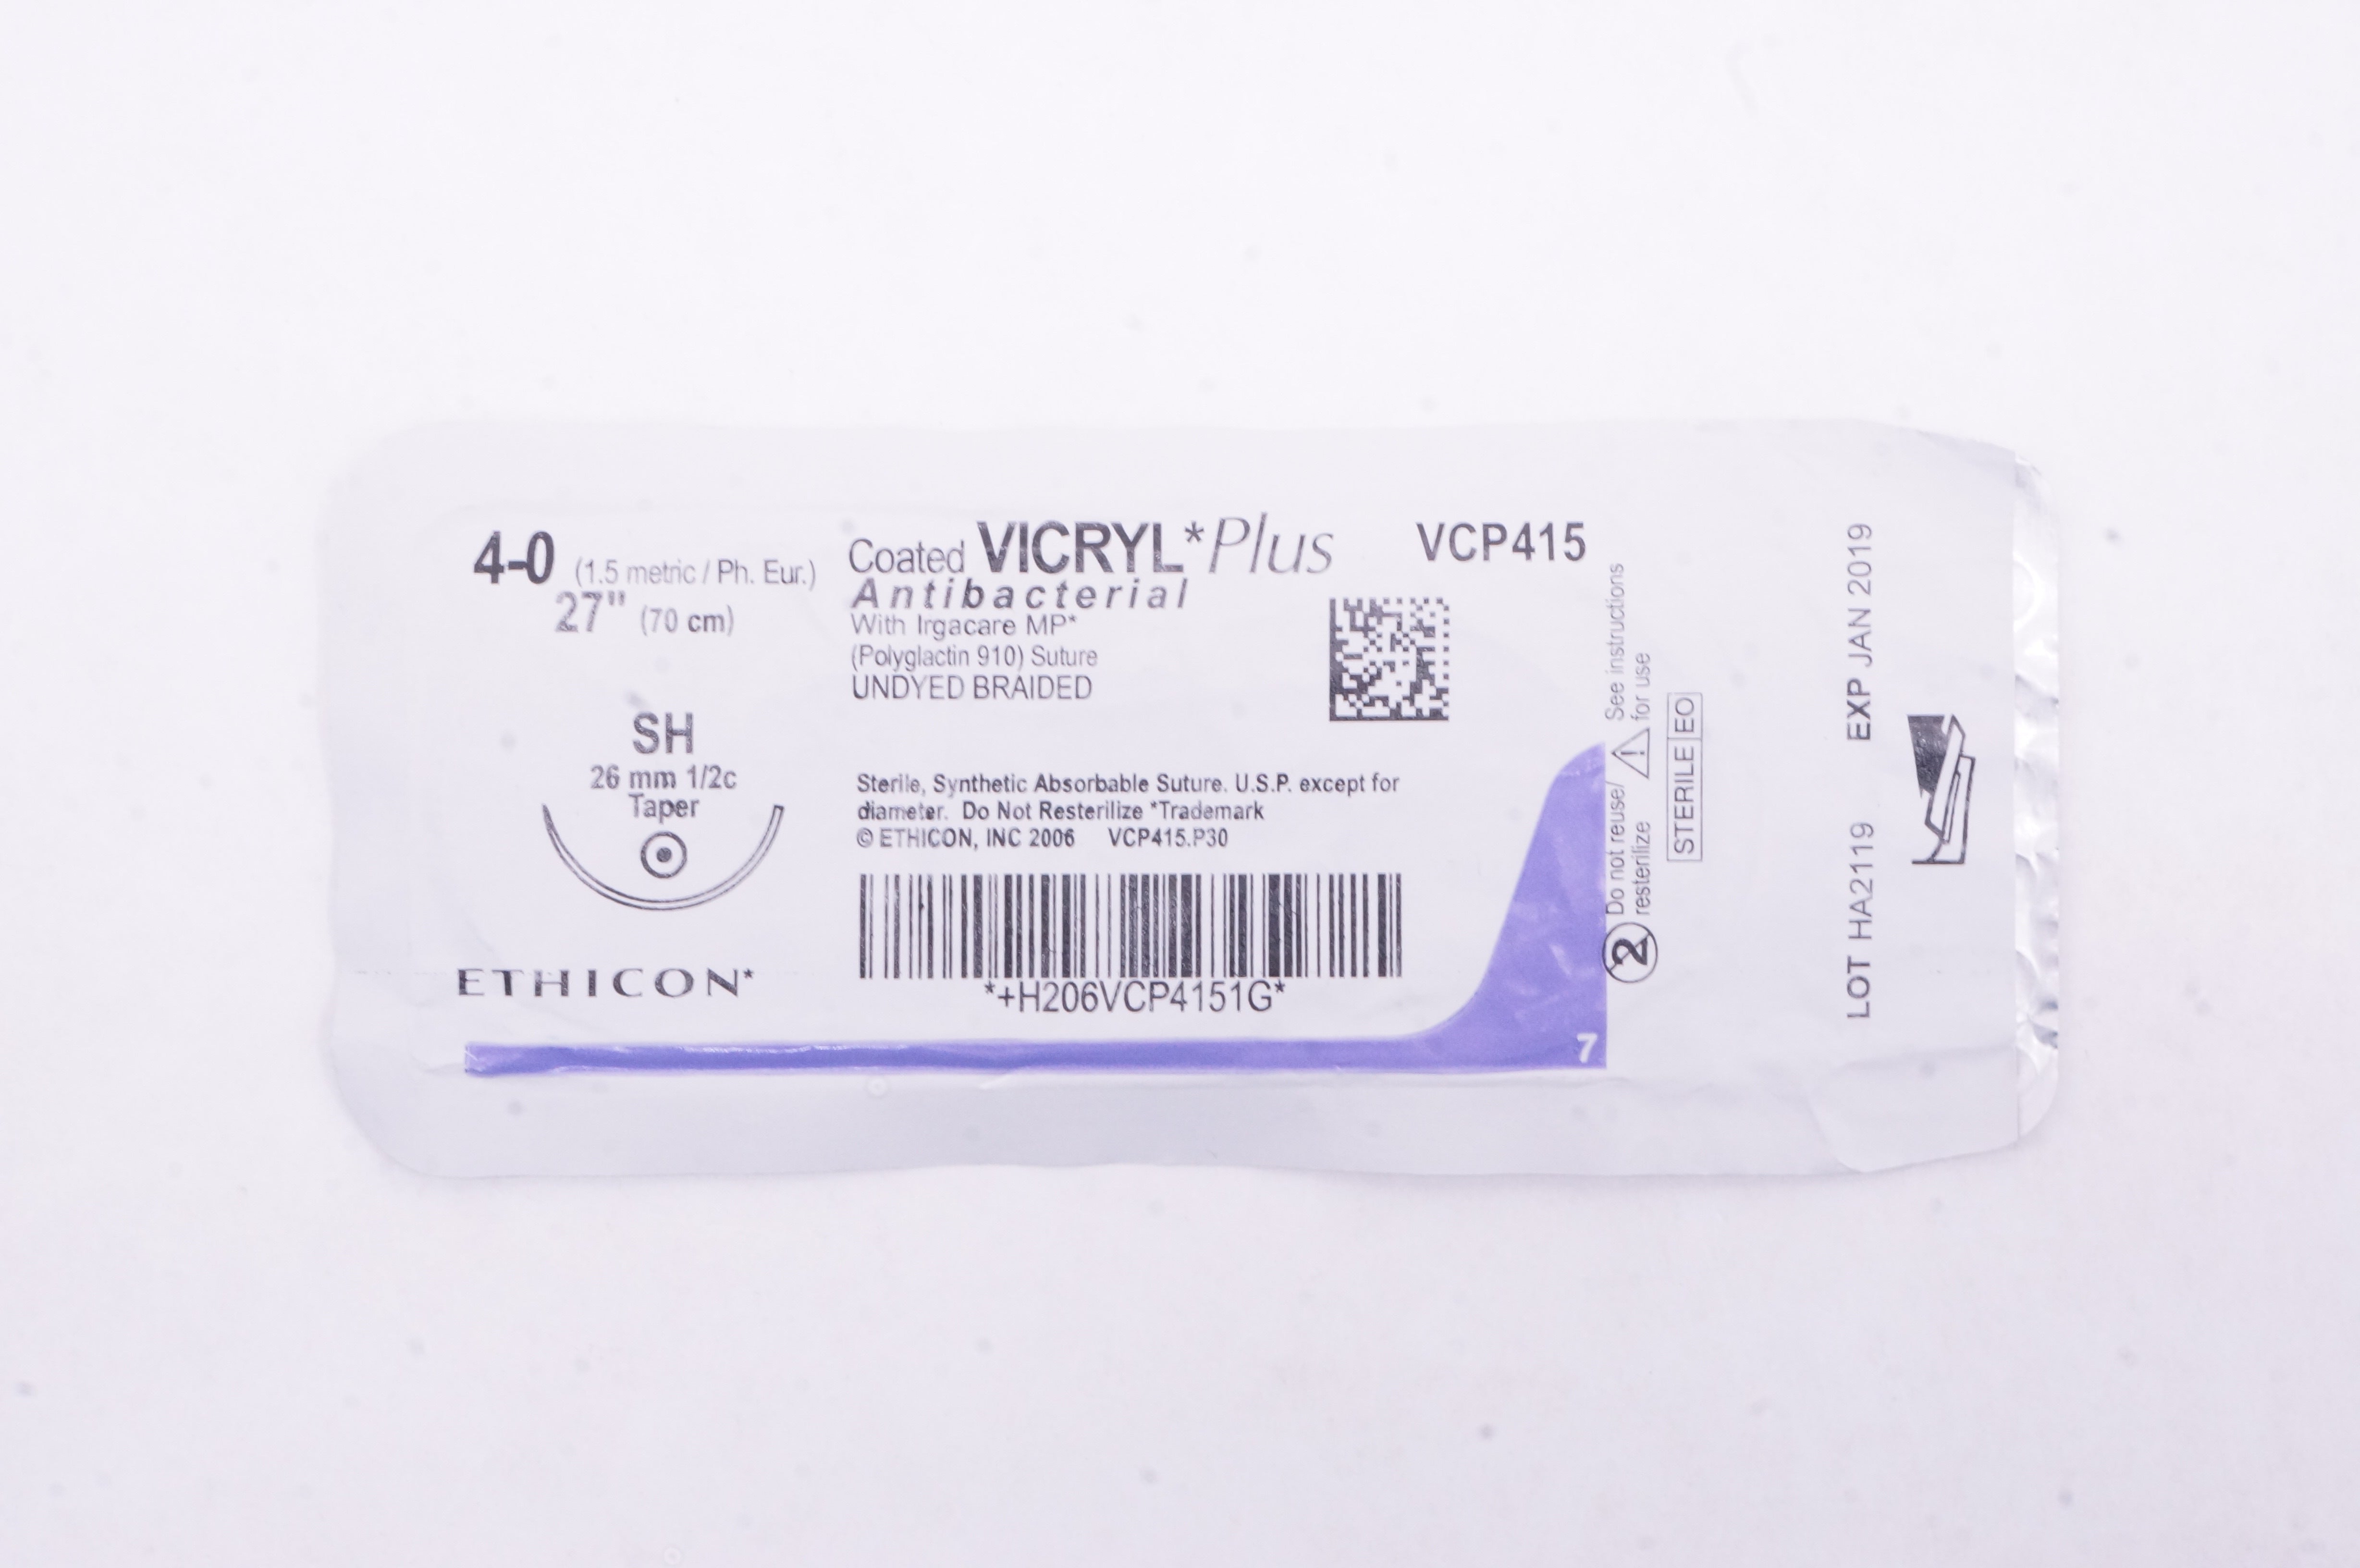 4-0 (1.5 metric / Ph. Eur.)
27" (70 cm)
SH
26 mm 1/2c
Taper
ETHICON*
Coated VICRYL*Plus
Antibacterial
With Irgacare MP*
(Polyglactin 910) Suture
UNDYED BRAIDED
VCP415
Sterile, Synthetic Absorbable Suture. U.S.P. except for
diameter. Do Not Resterilize *Trademark
© ETHICON, INC 2006 VCP415.P30
*+H206VCP4151G*
7
2 Do not reuse/
resterilize
See instructions
for use
STERILE EO
LOT HA2119 EXP JAN 2019